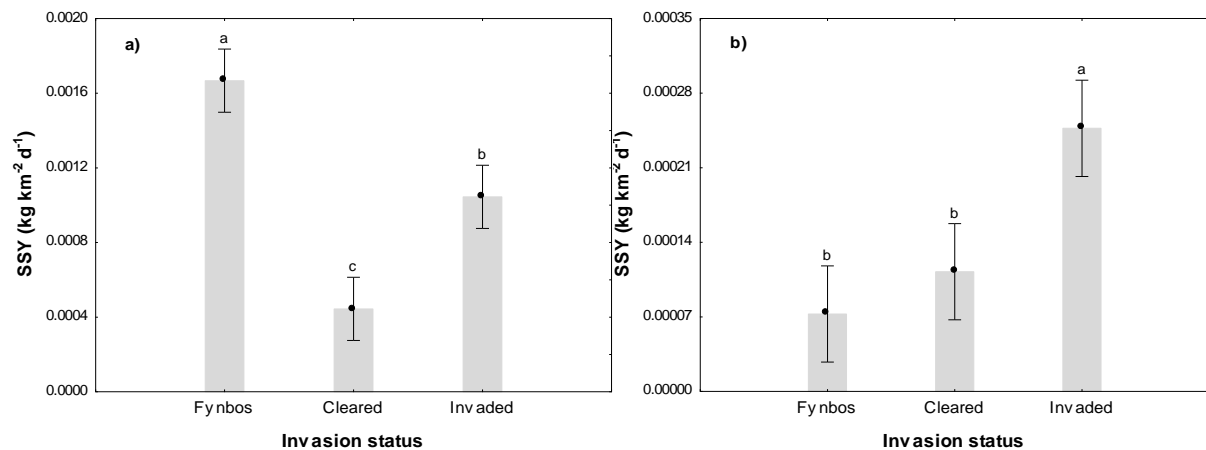 a)
SSY (kg km⁻² d⁻¹)
0.0020
0.0016
0.0012
0.0008
0.0004
0.0000
a
c
b
Fynbos Cleared Invaded
Invasion status
b)
SSY (kg km⁻² d⁻¹)
0.00035
0.00028
0.00021
0.00014
0.00007
0.00000
b
b
a
Fynbos Cleared Invaded
Invasion status